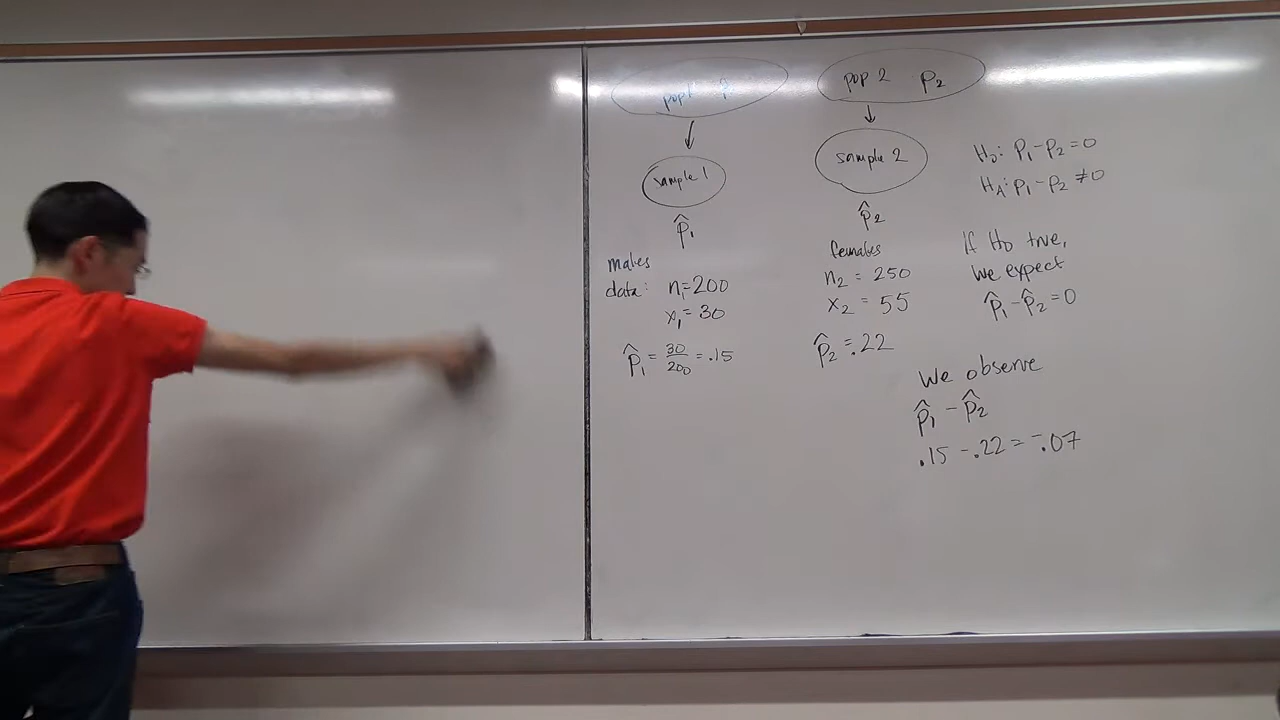 pop1 p
sample 1
p̂₁
males
data: n₁=200
x₁=30
p̂₁ = 30/200 = .15
pop 2 p₂
sample 2
p̂₂
females
n₂ = 250
x₂ = 55
p̂₂ = .22
H₀: p₁-p₂ = 0
H_A: p₁-p₂ ≠ 0
If H₀ true,
we expect
p̂₁-p̂₂ = 0
We observe
p̂₁ - p̂₂
.15 - .22 = -.07